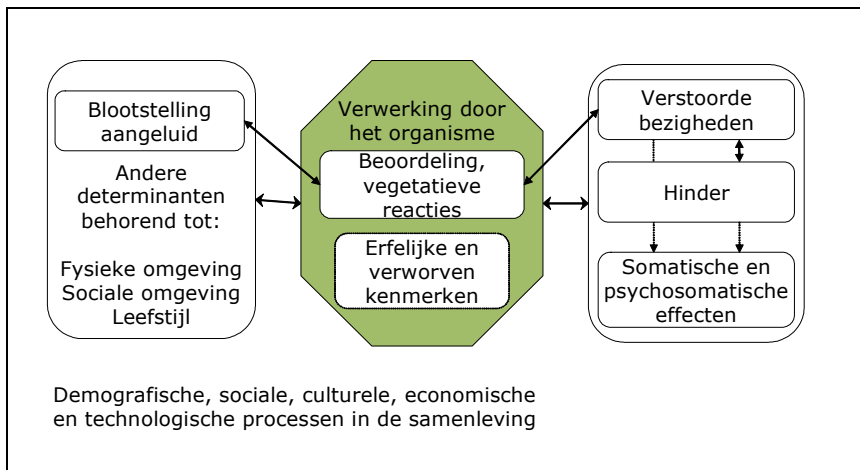 Blootstelling
aangeluid
Andere
determinanten
behorend tot:
Fysieke omgeving
Sociale omgeving
Leefstijl
Verwerking door
het organisme
Beoordeling,
vegetatieve
reacties
Erfelijke en
verworven
kenmerken
Verstoorde
bezigheden
Hinder
Somatische en
psychosomatische
effecten
Demografische, sociale, culturele, economische
en technologische processen in de samenleving